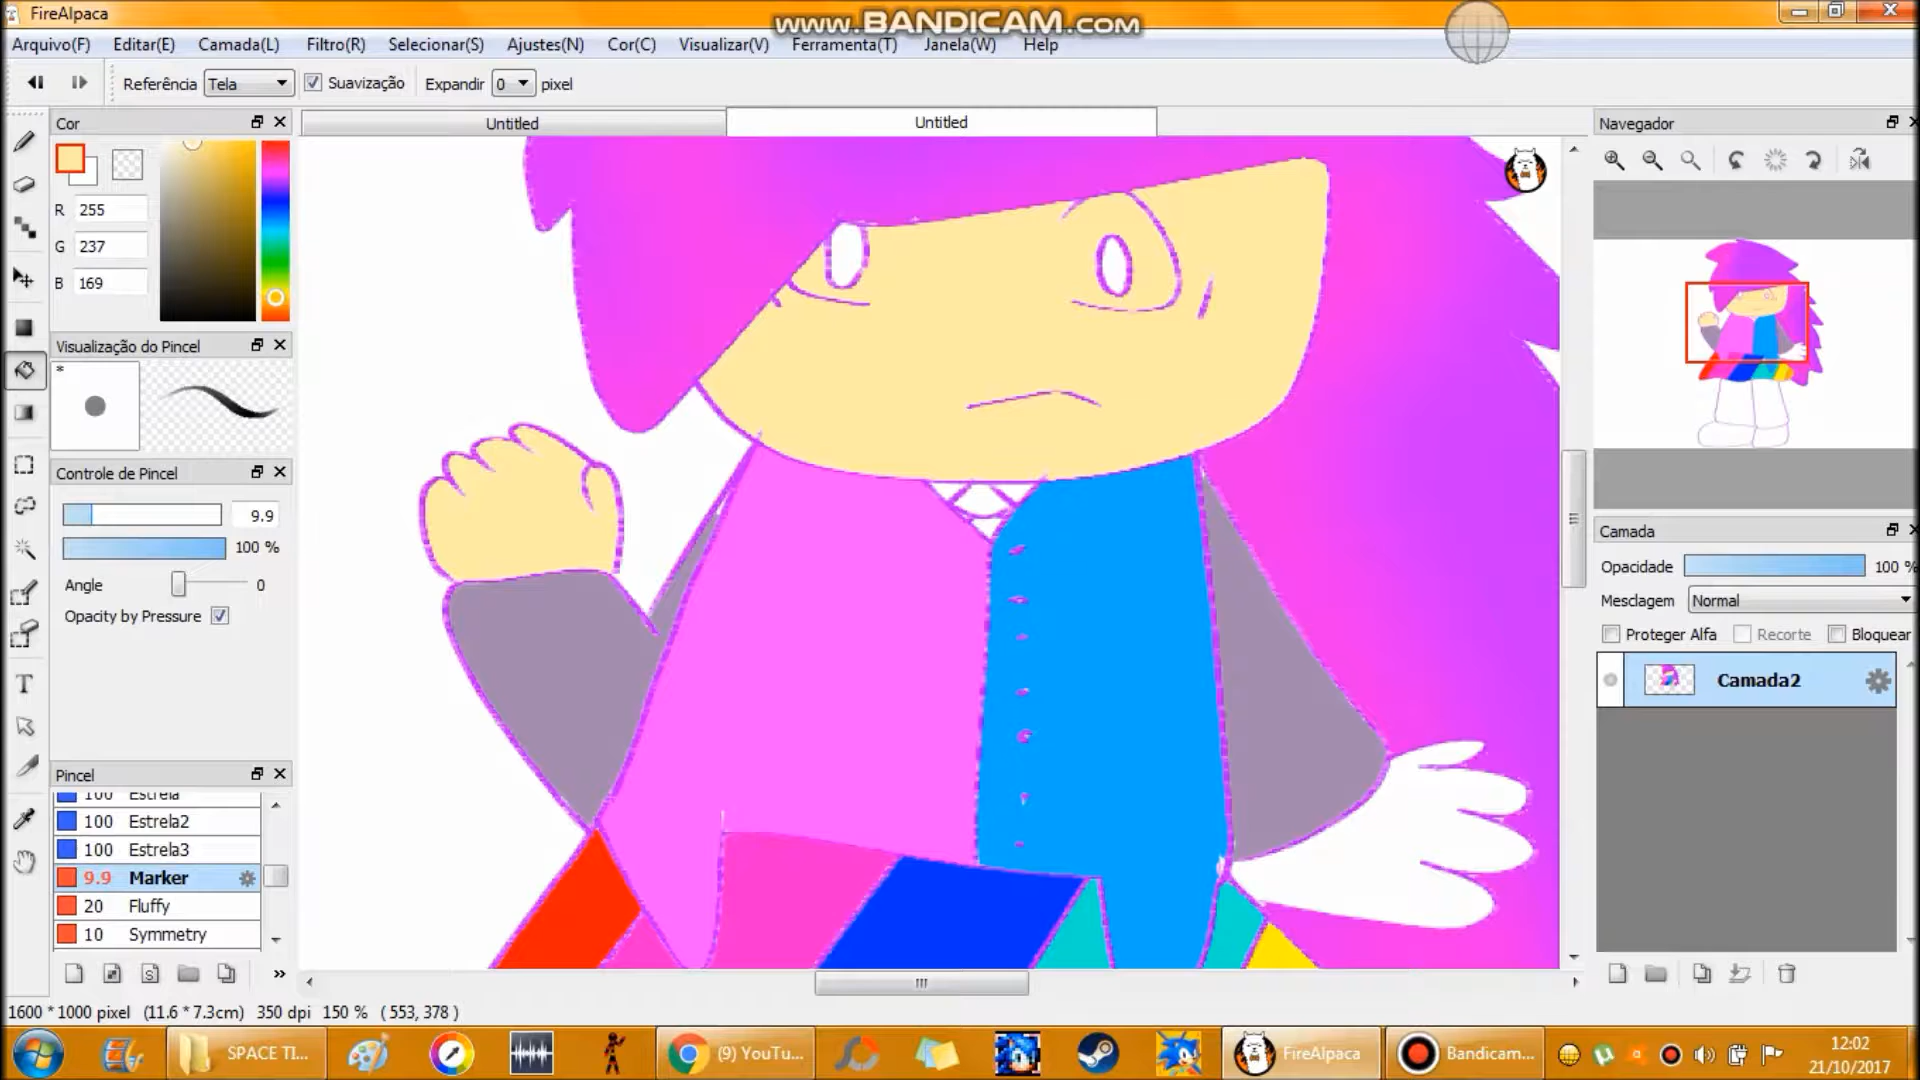 FireAlpaca
www.BANDICAM.com
Arquivo(F) Editar(E) Camada(L) Filtro(R) Selecionar(S) Ajustes(N) Cor(C) Visualizar(V) Ferramenta(T) Janela(W) Help
Referência Tela Suavização Expandir 0 pixel
Cor
Untitled Untitled
Navegador
R 255
G 237
B 169
Visualização do Pincel
*
Controle de Pincel
9.9
100 %
Angle 0
Opacity by Pressure
Camada
Opacidade 100 %
Mesclagem Normal
Proteger Alfa Recorte Bloquear
Camada2
Pincel
100 Estrela
100 Estrela2
100 Estrela3
9.9 Marker
20 Fluffy
10 Symmetry
1600 * 1000 pixel (11.6 * 7.3cm) 350 dpi 150 % ( 553, 378 )
SPACE TI... (9) YouTu... FireAlpaca Bandicam...
12:02
21/10/2017